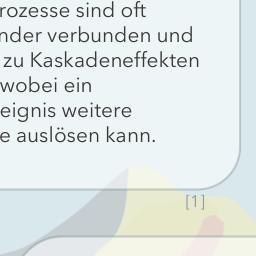 rozesse sind oft
nder verbunden und
zu Kaskadeneffekten
wobei ein
eignis weitere
e auslösen kann.
[1]